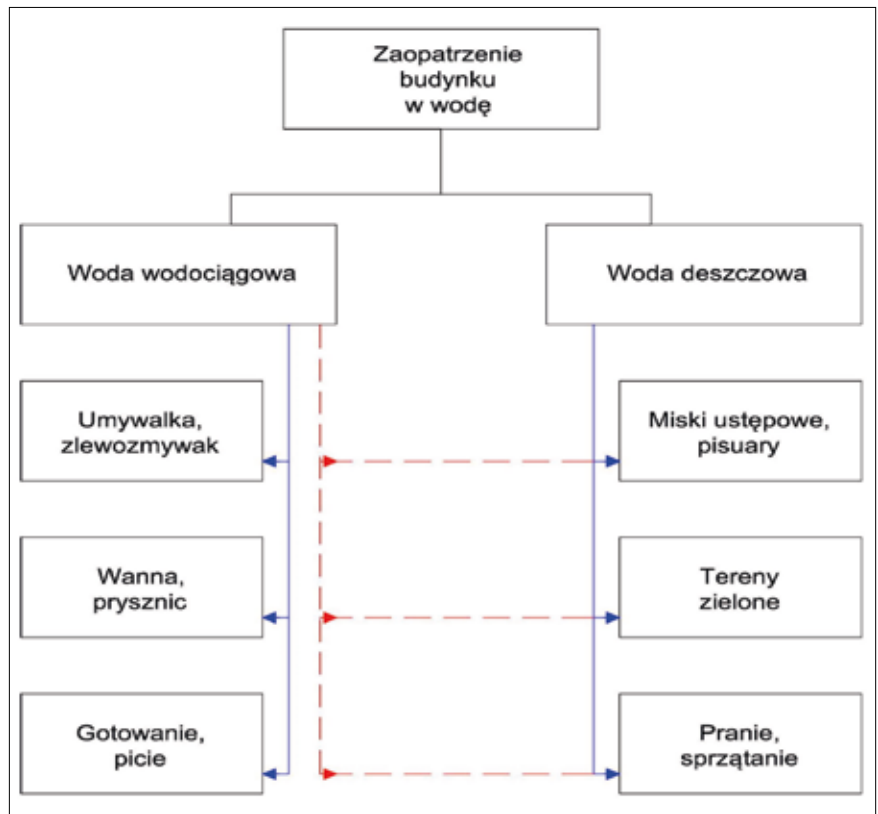 Zaopatrzenie
budynku
w wodę
Woda wodociągowa
Woda deszczowa
Umywalka,
zlewozmywak
Miski ustępowe,
pisuary
Wanna,
prysznic
Tereny
zielone
Gotowanie,
picie
Pranie,
sprzątanie